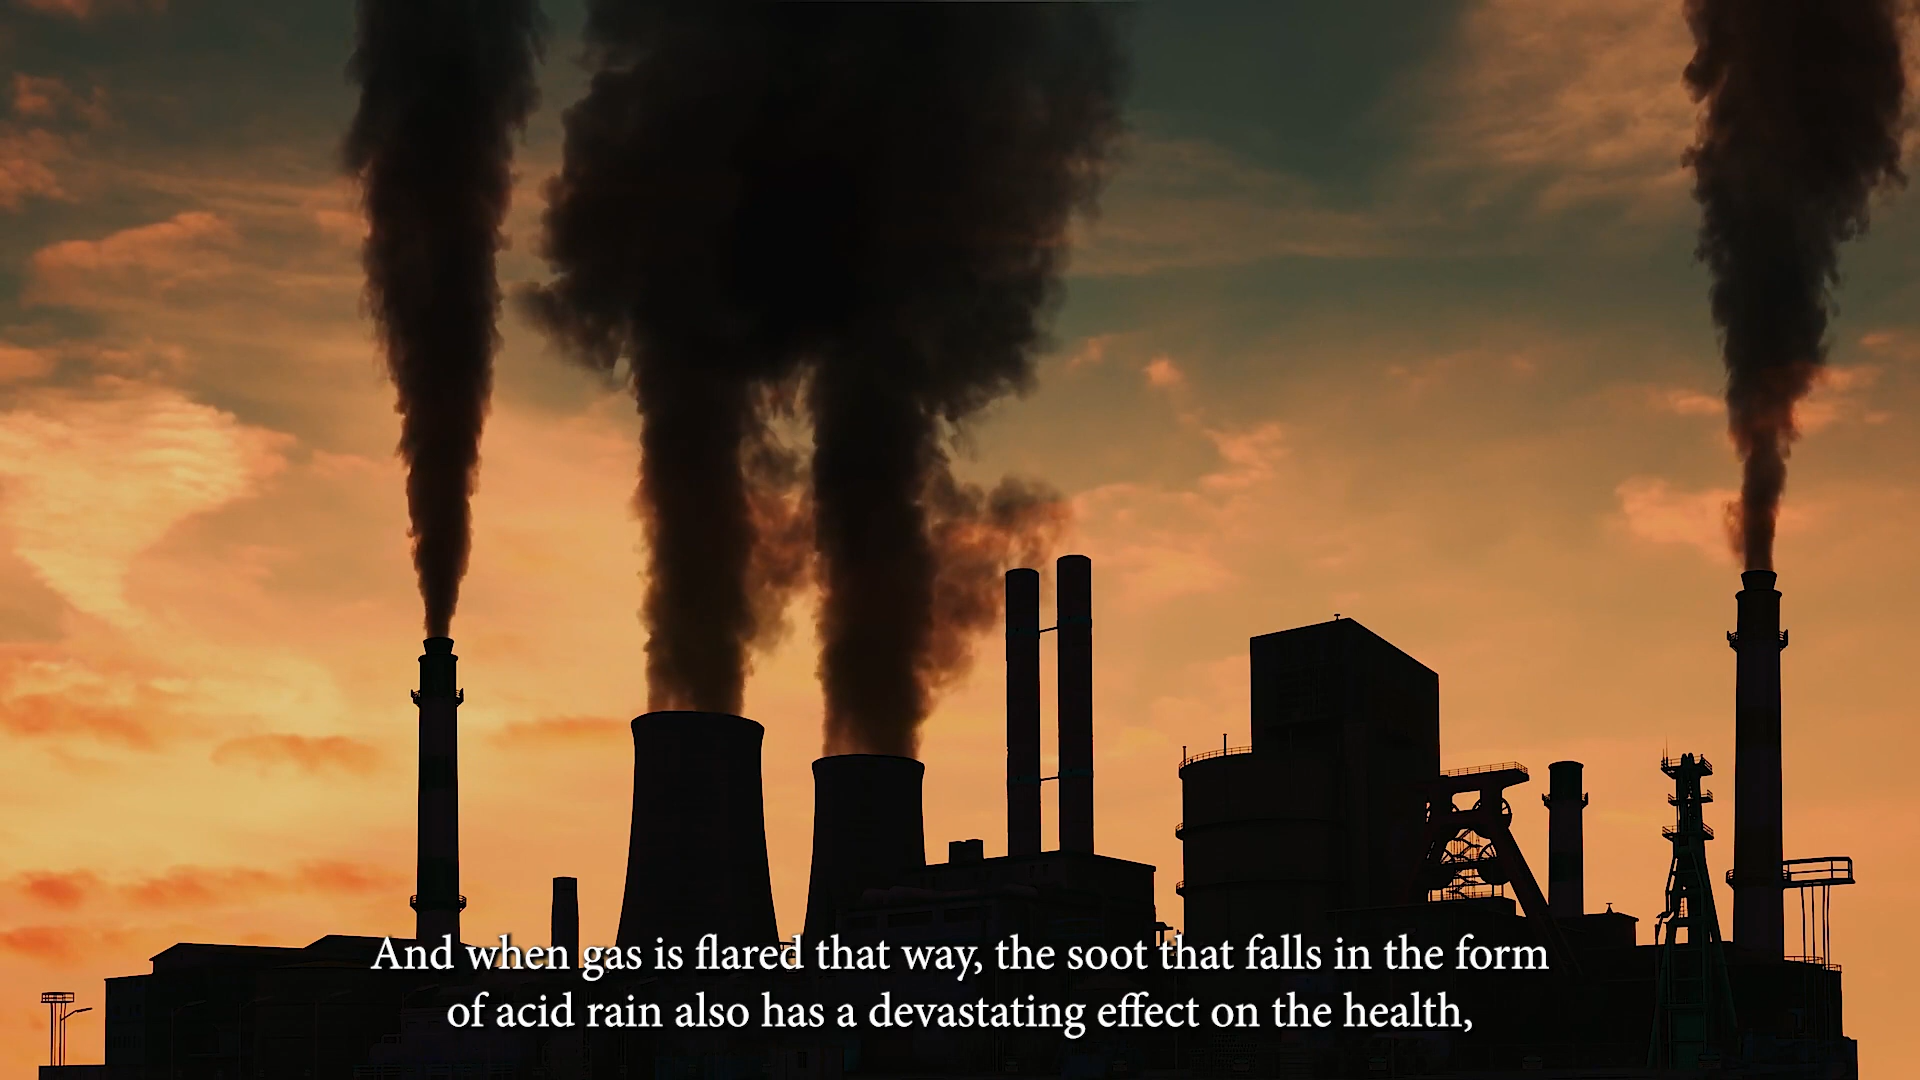 And when gas is flared that way, the soot that falls in the form
of acid rain also has a devastating effect on the health,